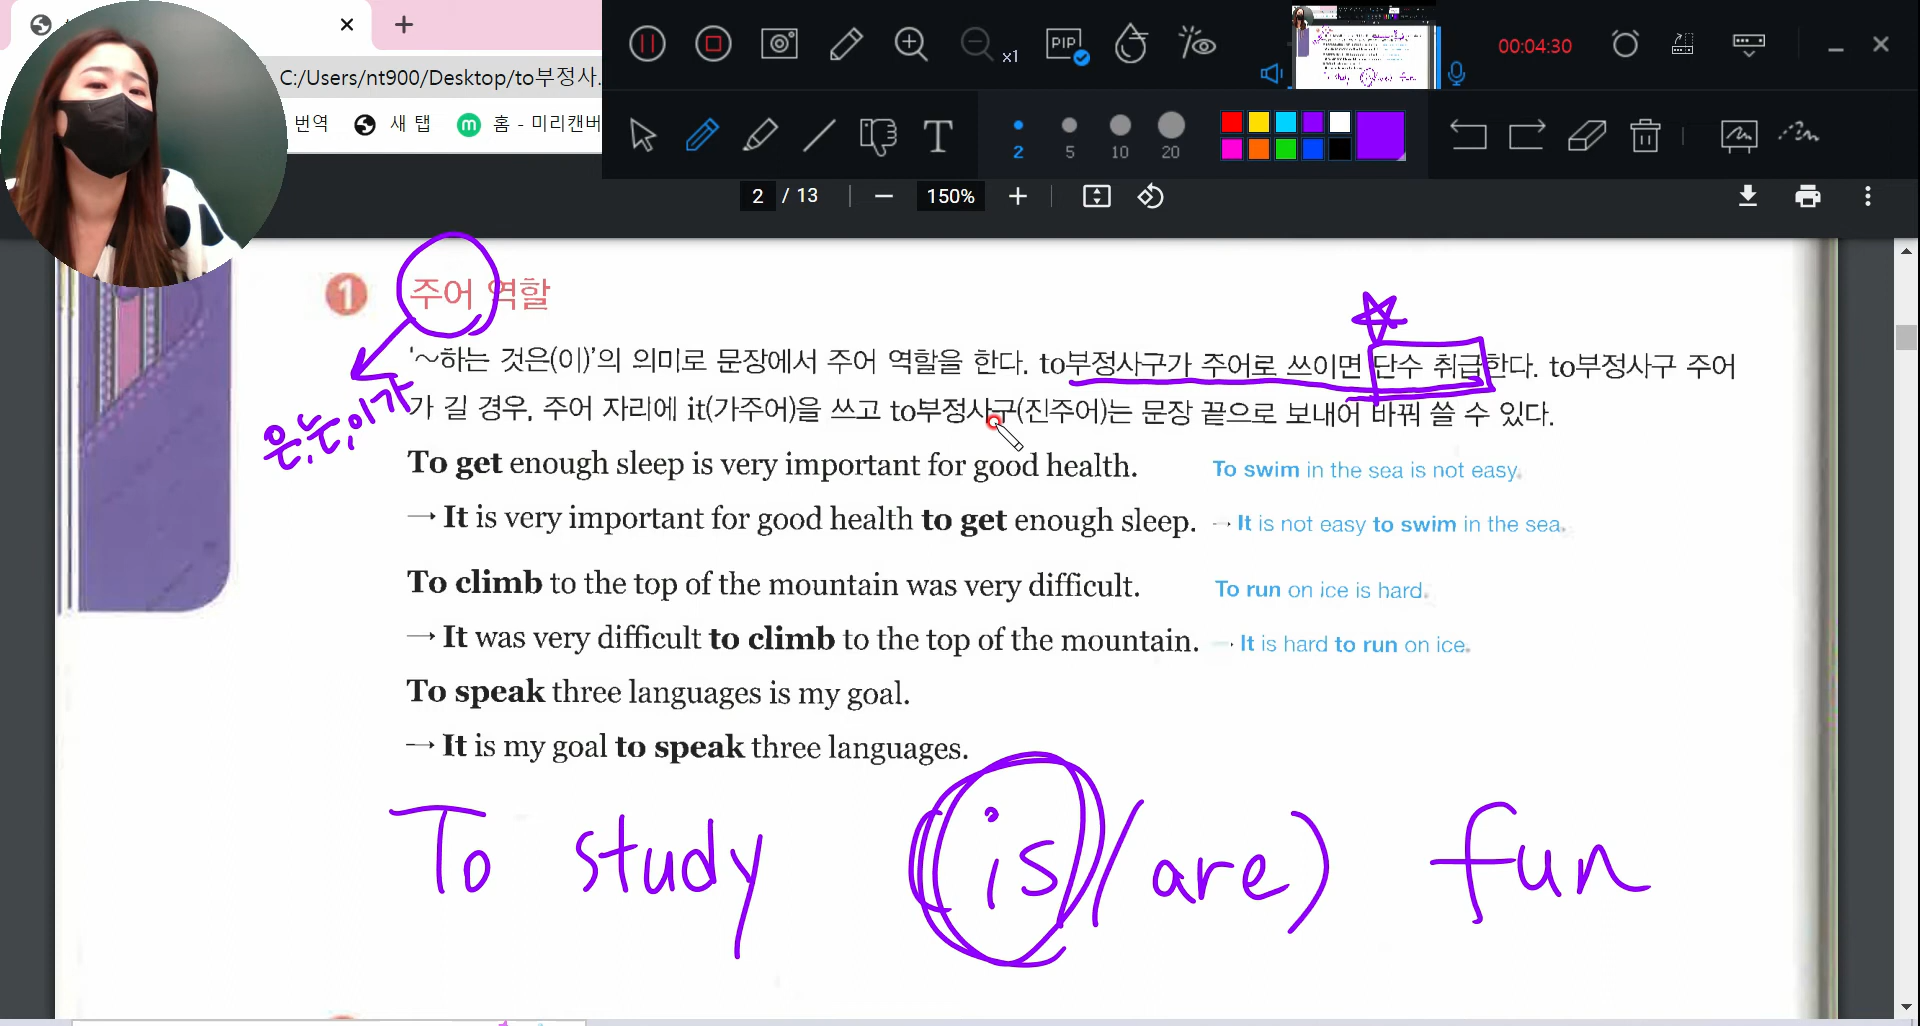 C:/Users/nt900/Desktop/to부정사.
번역 새 탭 m 홈 - 미리캔버
x1 PIP 00:04:30
T 2 5 10 20
2 / 13 150%
1 주어 역할
'~하는 것은(이)'의 의미로 문장에서 주어 역할을 한다. to부정사구가 주어로 쓰이면 단수 취급한다. to부정사구 주어
가 길 경우, 주어 자리에 it(가주어)을 쓰고 to부정사구(진주어)는 문장 끝으로 보내어 바꿔 쓸 수 있다.
은,는,이가
To get enough sleep is very important for good health. To swim in the sea is not easy.
→ It is very important for good health to get enough sleep. → It is not easy to swim in the sea.
To climb to the top of the mountain was very difficult. To run on ice is hard.
→ It was very difficult to climb to the top of the mountain. → It is hard to run on ice.
To speak three languages is my goal.
→ It is my goal to speak three languages.
To study (is/are) fun